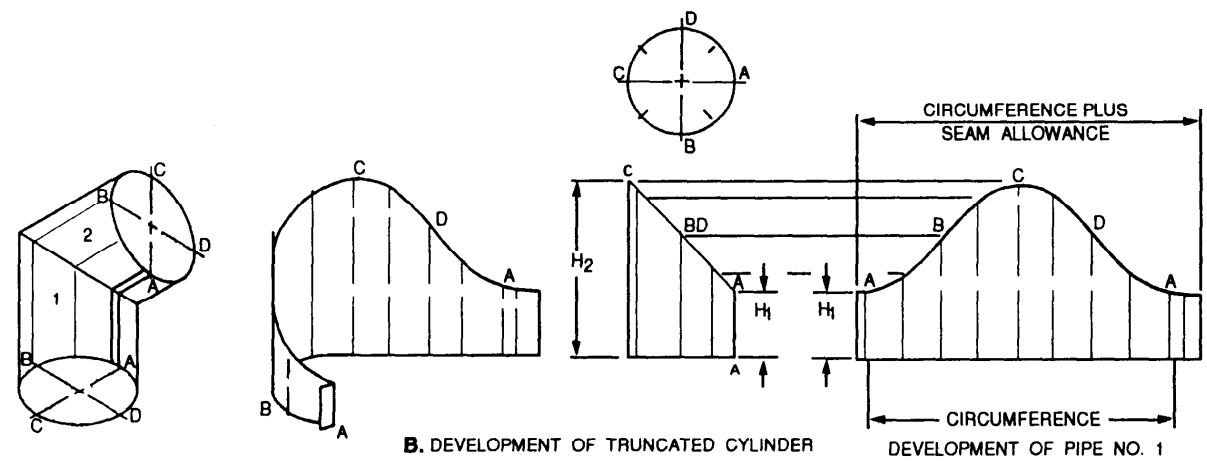 D
C
A
B
CIRCUMFERENCE PLUS
SEAM ALLOWANCE
C
B
2
D
A
1
B
A
C
D
C
D
A
B
A
C
H2
BD
A
H1
A
H1
C
B
D
A
A
CIRCUMFERENCE
B. DEVELOPMENT OF TRUNCATED CYLINDER
DEVELOPMENT OF PIPE NO. 1